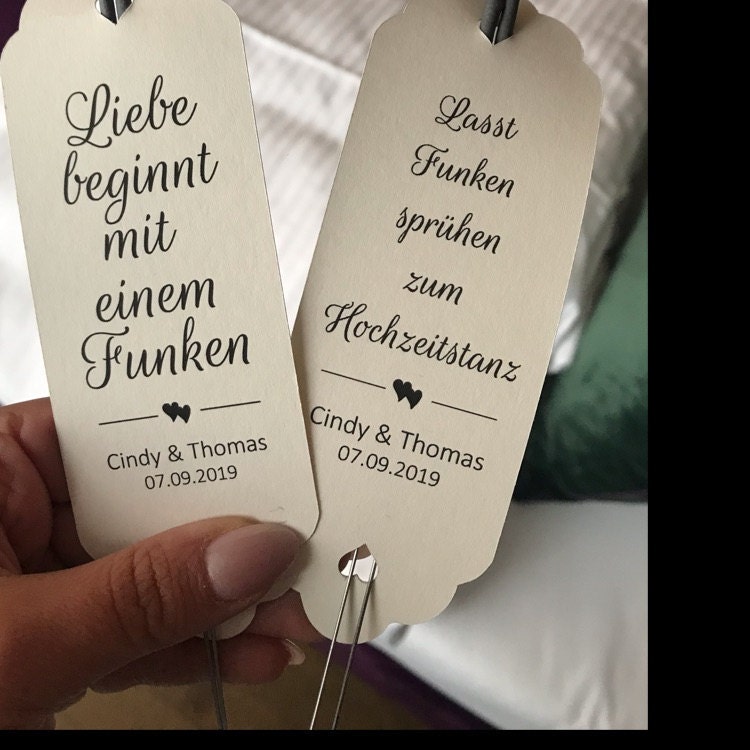 Liebe
beginnt
mit
einem
Funken
Cindy & Thomas
07.09.2019
Lasst
Funken
sprühen
zum
Hochzeitstanz
Cindy & Thomas
07.09.2019